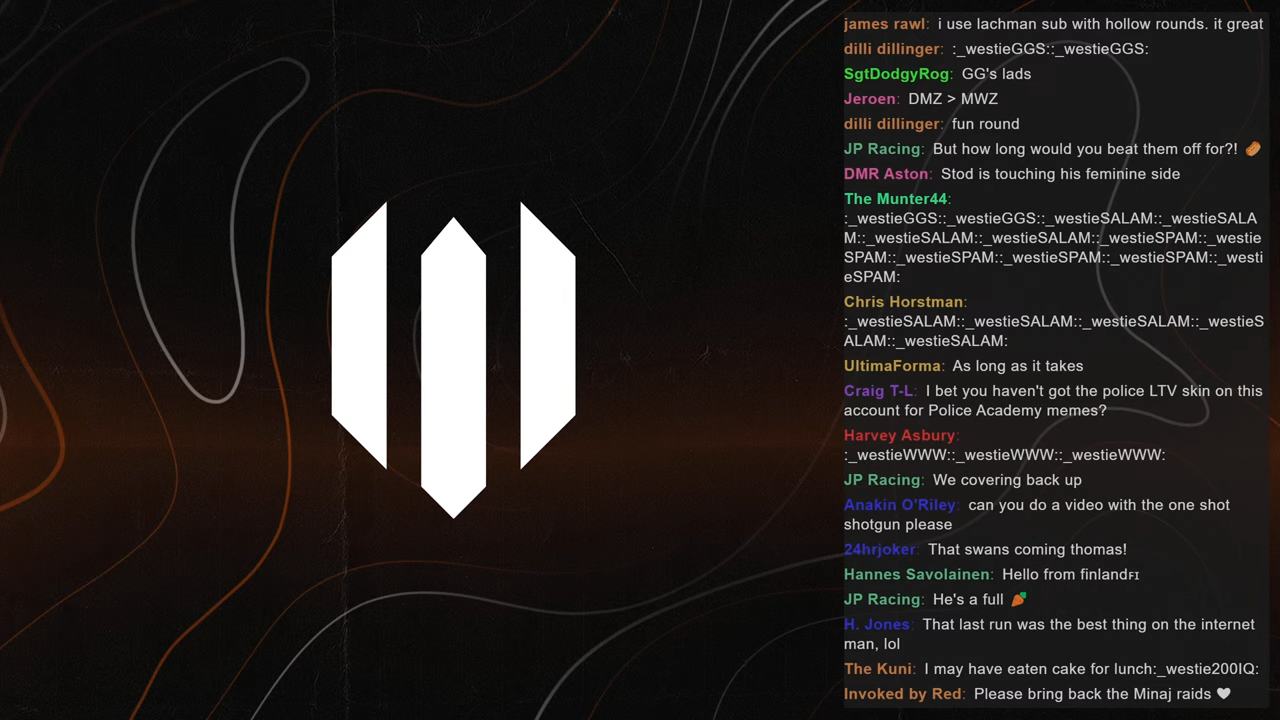 james rawl: i use lachman sub with hollow rounds. it great
dilli dillinger: :_westieGGS::_westieGGS:
SgtDodgyRog: GG's lads
Jeroen: DMZ > MWZ
dilli dillinger: fun round
JP Racing: But how long would you beat them off for?! 🥜
DMR Aston: Stod is touching his feminine side
The Munter44:
:_westieGGS::_westieGGS::_westieSALAM::_westieSALA
M::_westieSALAM::_westieSALAM::_westieSPAM::_westie
SPAM::_westieSPAM::_westieSPAM::_westieSPAM::_westi
eSPAM:
Chris Horstman:
:_westieSALAM::_westieSALAM::_westieSALAM::_westieS
ALAM::_westieSALAM:
UltimaForma: As long as it takes
Craig T-L: I bet you haven't got the police LTV skin on this
account for Police Academy memes?
Harvey Asbury:
:_westieWWW::_westieWWW::_westieWWW:
JP Racing: We covering back up
Anakin O'Riley: can you do a video with the one shot
shotgun please
24hrjoker: That swans coming thomas!
Hannes Savolainen: Hello from finland🇫🇮
JP Racing: He's a full 🥕
H. Jones: That last run was the best thing on the internet
man, lol
The Kuni: I may have eaten cake for lunch:_westie200IQ:
Invoked by Red: Please bring back the Minaj raids 🤍